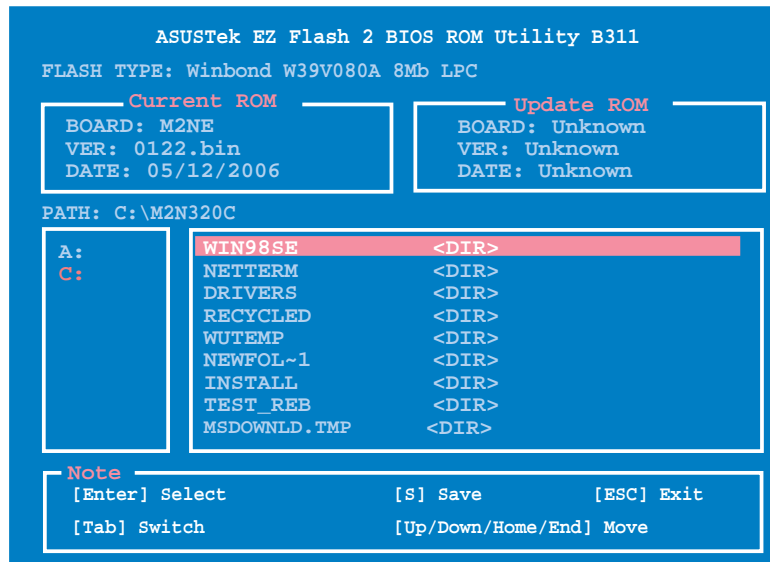 ASUSTek EZ Flash 2 BIOS ROM Utility B311
FLASH TYPE: Winbond W39V080A 8Mb LPC
Current ROM
BOARD: M2NE
VER: 0122.bin
DATE: 05/12/2006
Update ROM
BOARD: Unknown
VER: Unknown
DATE: Unknown
PATH: C:\M2N320C
A:
C:
WIN98SE <DIR>
NETTERM <DIR>
DRIVERS <DIR>
RECYCLED <DIR>
WUTEMP <DIR>
NEWFOL~1 <DIR>
INSTALL <DIR>
TEST_REB <DIR>
MSDOWNLD.TMP <DIR>
Note
[Enter] Select [S] Save [ESC] Exit
[Tab] Switch [Up/Down/Home/End] Move